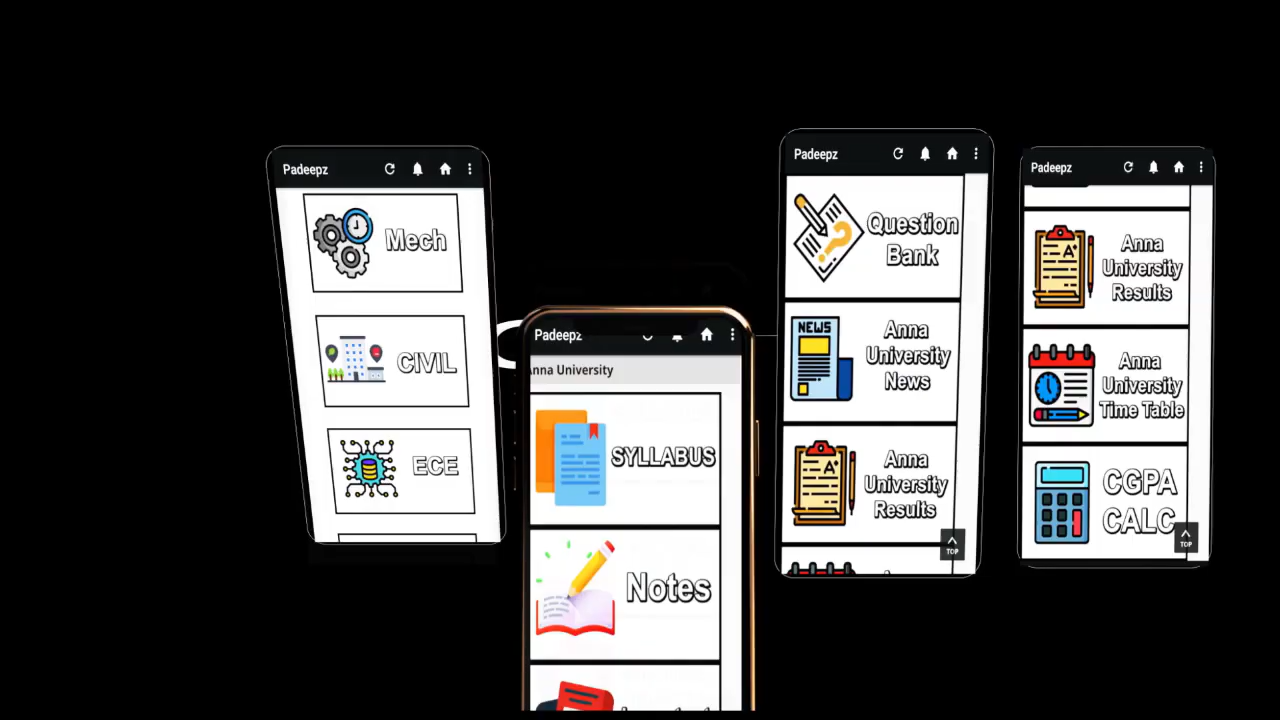 Padeepz
Mech
CIVIL
ECE
Padeepz
Anna University
SYLLABUS
Notes
Padeepz
Question
Bank
NEWS
Anna
University
News
A+
Anna
University
Results
TOP
Padeepz
A+
Anna
University
Results
Anna
University
Time Table
CGPA
CALC
TOP